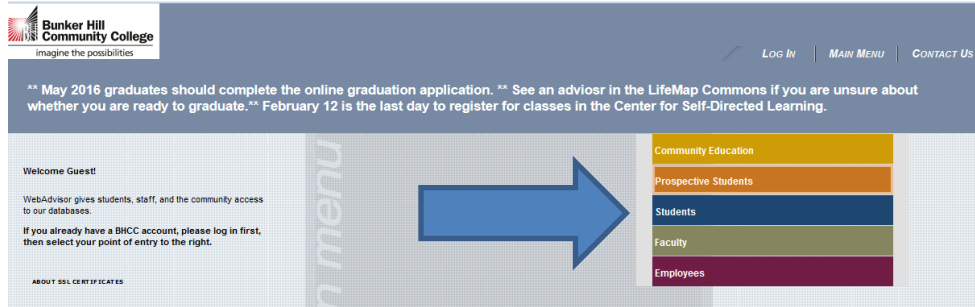 Bunker Hill
Community College
imagine the possibilities
LOG IN
MAIN MENU
CONTACT US
** May 2016 graduates should complete the online graduation application. ** See an adviosr in the LifeMap Commons if you are unsure about
whether you are ready to graduate.** February 12 is the last day to register for classes in the Center for Self-Directed Learning.
Welcome Guest!
WebAdvisor gives students, staff, and the community access
to our databases.
If you already have a BHCC account, please log in first,
then select your point of entry to the right.
ABOUT SSL CERTIFICATES
n menu
Community Education
Prospective Students
Students
Faculty
Employees